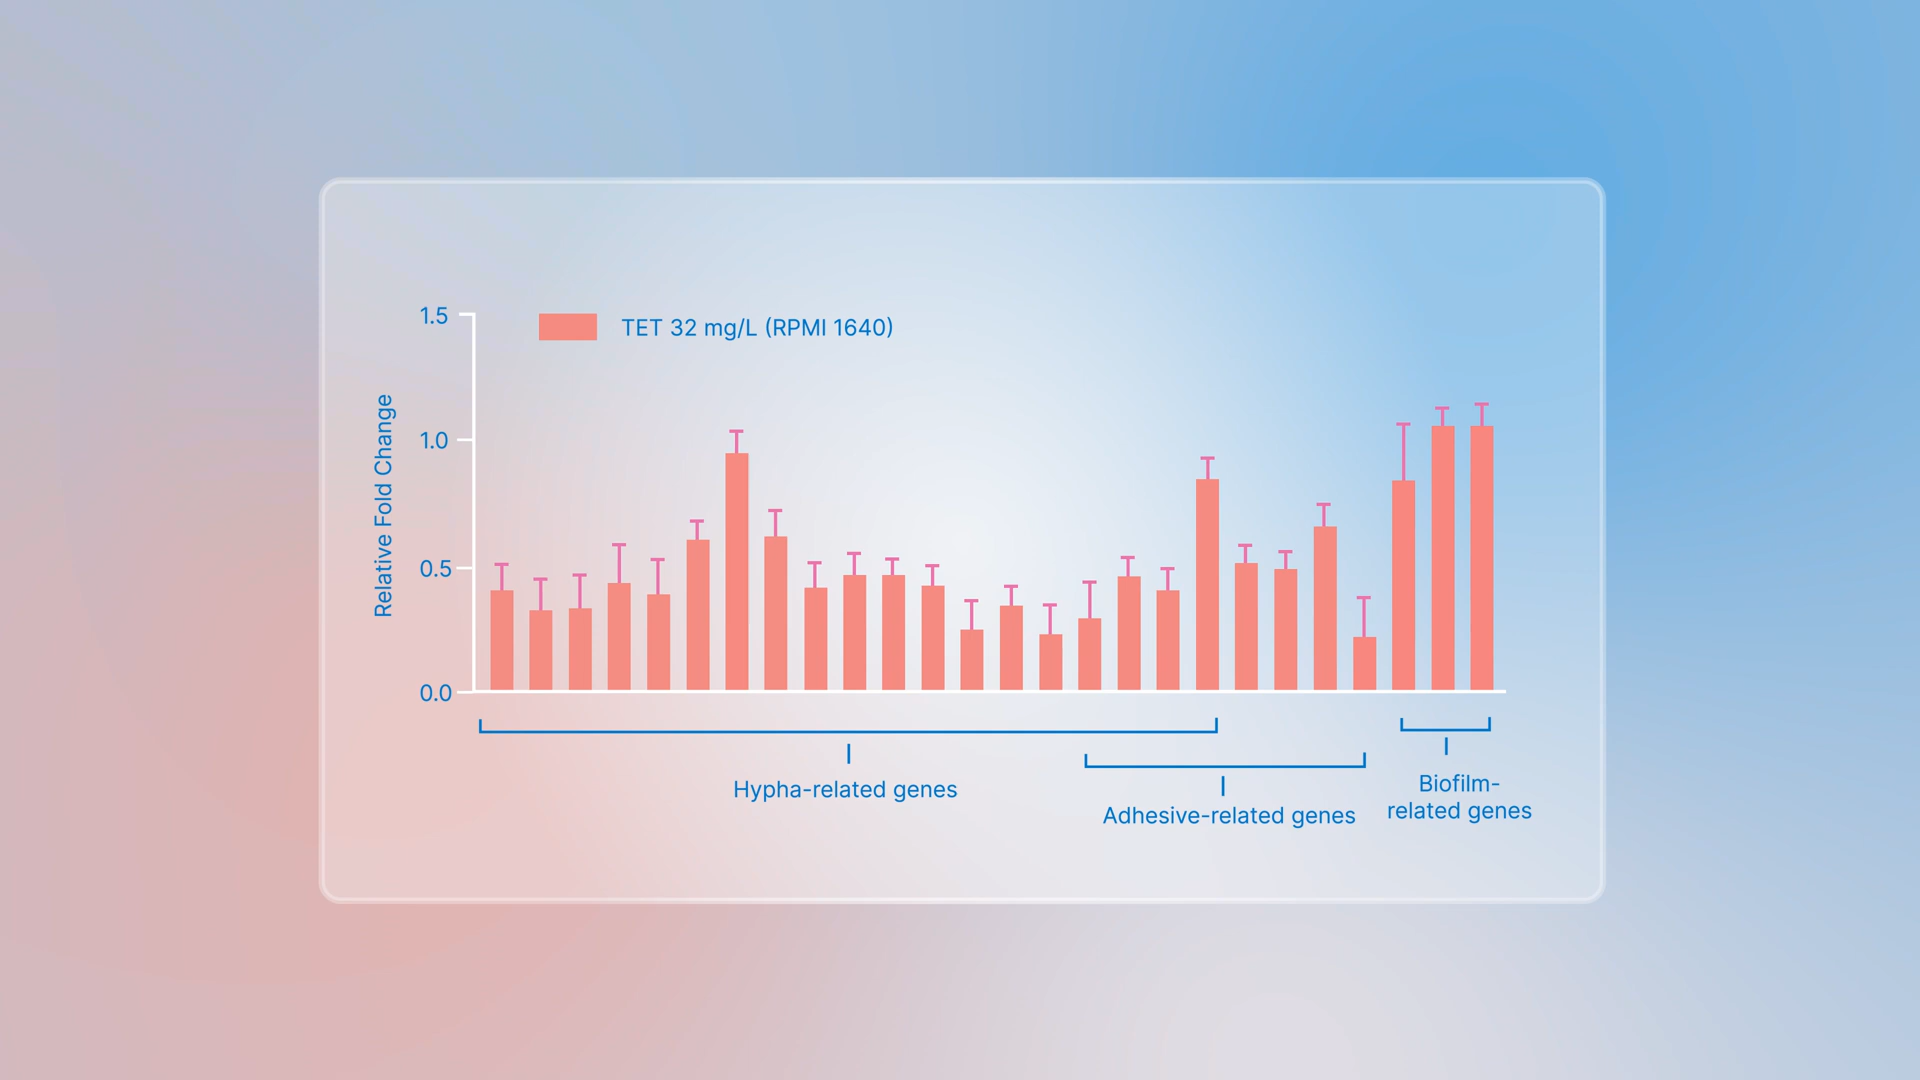 1.5
TET 32 mg/L (RPMI 1640)
Relative Fold Change
1.0
0.5
0.0
Hypha-related genes
Adhesive-related genes
Biofilm-
related genes